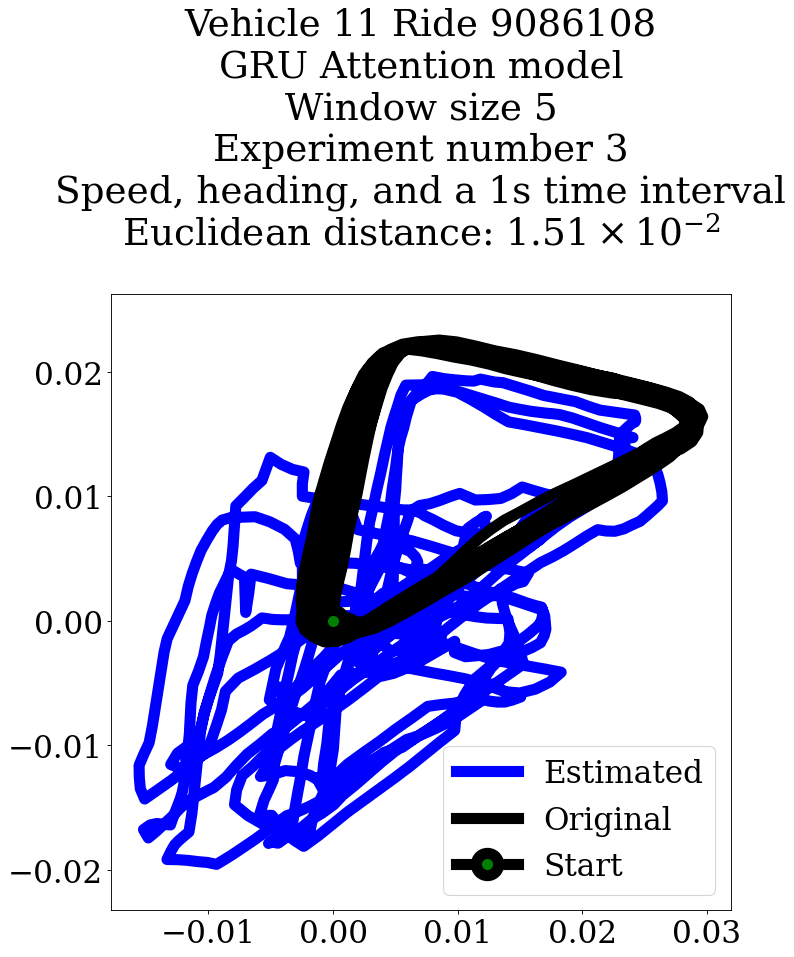 Vehicle 11 Ride 9086108
GRU Attention model
Window size 5
Experiment number 3
Speed, heading, and a 1s time interval
Euclidean distance: 1.51 × 10⁻²
0.02
0.01
0.00
−0.01
−0.02
Estimated
Original
Start
−0.01 0.00 0.01 0.02 0.03